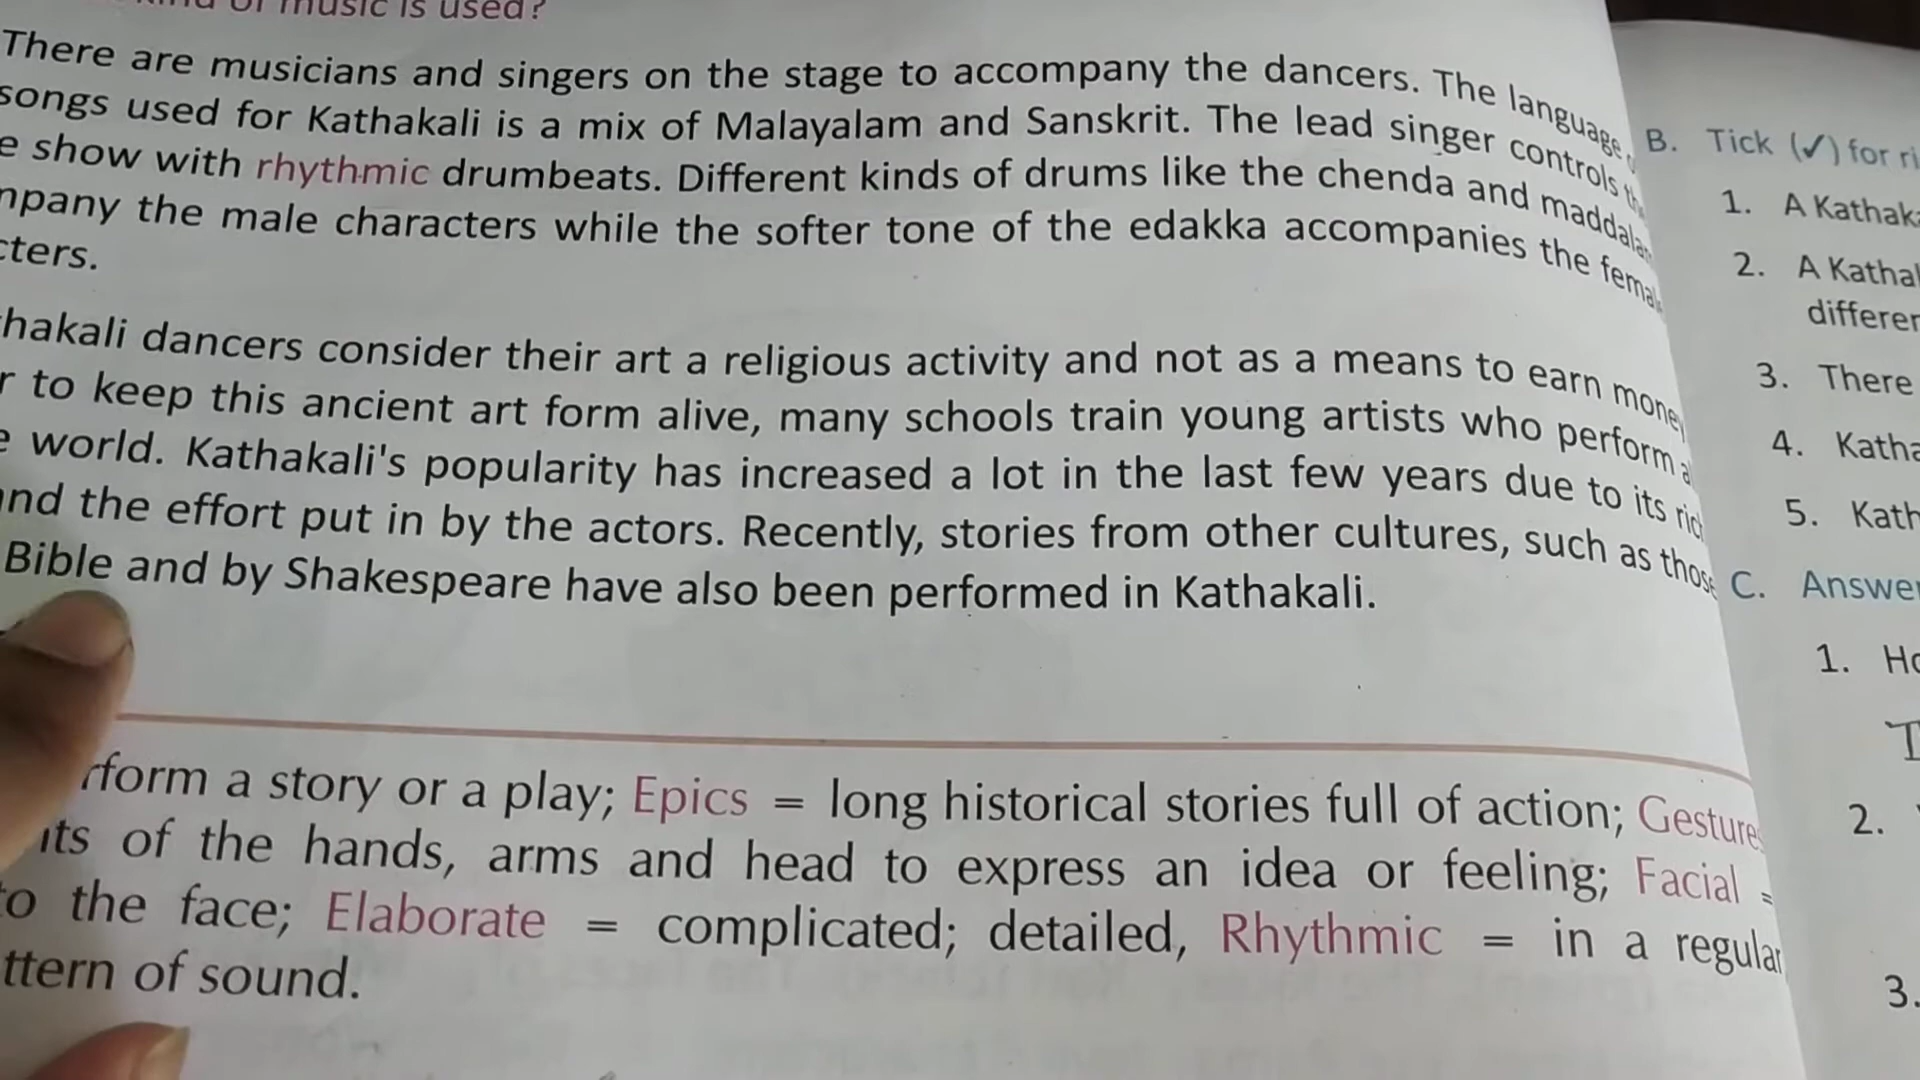 of music is used?
There are musicians and singers on the stage to accompany the dancers. The language
songs used for Kathakali is a mix of Malayalam and Sanskrit. The lead singer controls
show with rhythmic drumbeats. Different kinds of drums like the chenda and maddala
mpany the male characters while the softer tone of the edakka accompanies the fema
cters.
hakali dancers consider their art a religious activity and not as a means to earn money
r to keep this ancient art form alive, many schools train young artists who perform
world. Kathakali's popularity has increased a lot in the last few years due to its ric
nd the effort put in by the actors. Recently, stories from other cultures, such as those
Bible and by Shakespeare have also been performed in Kathakali.
rform a story or a play; Epics = long historical stories full of action; Gestures
its of the hands, arms and head to express an idea or feeling; Facial =
to the face; Elaborate = complicated; detailed, Rhythmic = in a regular
ttern of sound.
B. Tick (✓) for ri
1. A Kathak
2. A Kathal
differen
3. There
4. Katha
5. Kath
C. Answer
1. Ho
2.
3.